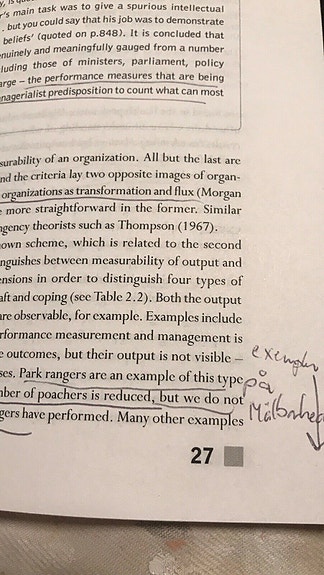 y, is qu
r's main task was to give a spurious intellectual
. but you could say that his job was to demonstrate
beliefs' (quoted on p.848). It is concluded that
nuinely and meaningfully gauged from a number
luding those of ministers, parliament, policy
arge – the performance measures that are being
nagerialist predisposition to count what can most
surability of an organization. All but the last are
nd the criteria lay two opposite images of organ-
organizations as transformation and flux (Morgan
e more straightforward in the former. Similar
gency theorists such as Thompson (1967).
own scheme, which is related to the second
nguishes between measurability of output and
ensions in order to distinguish four types of
aft and coping (see Table 2.2). Both the output
are observable, for example. Examples include
rformance measurement and management is
e outcomes, but their output is not visible –
ses. Park rangers are an example of this type
nber of poachers is reduced, but we do not
gers have performed. Many other examples
på
27